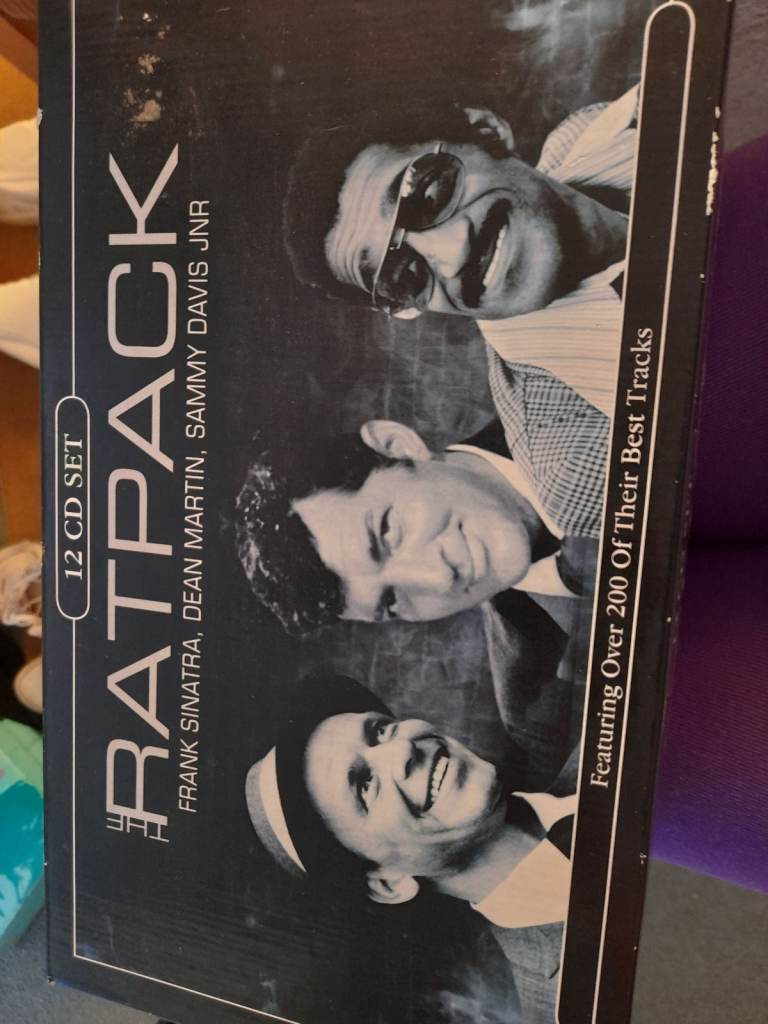 12 CD SET
THE RATPACK
FRANK SINATRA, DEAN MARTIN, SAMMY DAVIS JNR
Featuring Over 200 Of Their Best Tracks